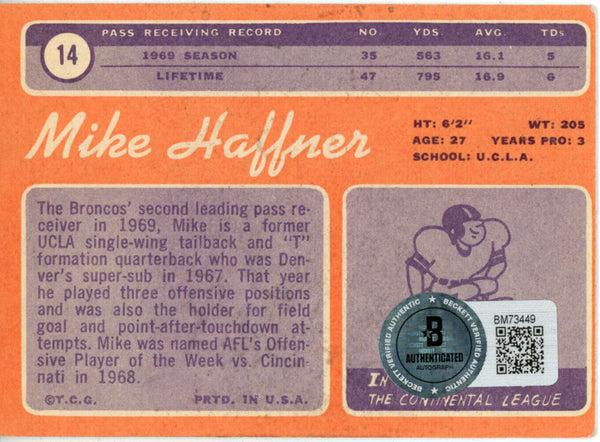 14
PASS RECEIVING RECORD NO. YDS AVG. TDs
1969 SEASON 35 563 16.1 5
LIFETIME 47 795 16.9 6
Mike Haffner
HT: 6'2" WT: 205
AGE: 27 YEARS PRO: 3
SCHOOL: U.C.L.A.
The Broncos' second leading pass re-
ceiver in 1969, Mike is a former
UCLA single-wing tailback and "T"
formation quarterback who was Den-
ver's super-sub in 1967. That year
he played three offensive positions
and was also the holder for field
goal and point-after-touchdown at-
tempts. Mike was named AFL's Offen-
sive Player of the Week vs. Cincin-
nati in 1968.
©T.C.G. PRTD. IN U.S.A.
BECKETT VERIFIED AUTHENTIC
BECKETT VERIFIED AUTHENTIC
B
AUTHENTICATED
AUTOGRAPH
BM73449
IN
THE CONTINENTAL LEAGUE